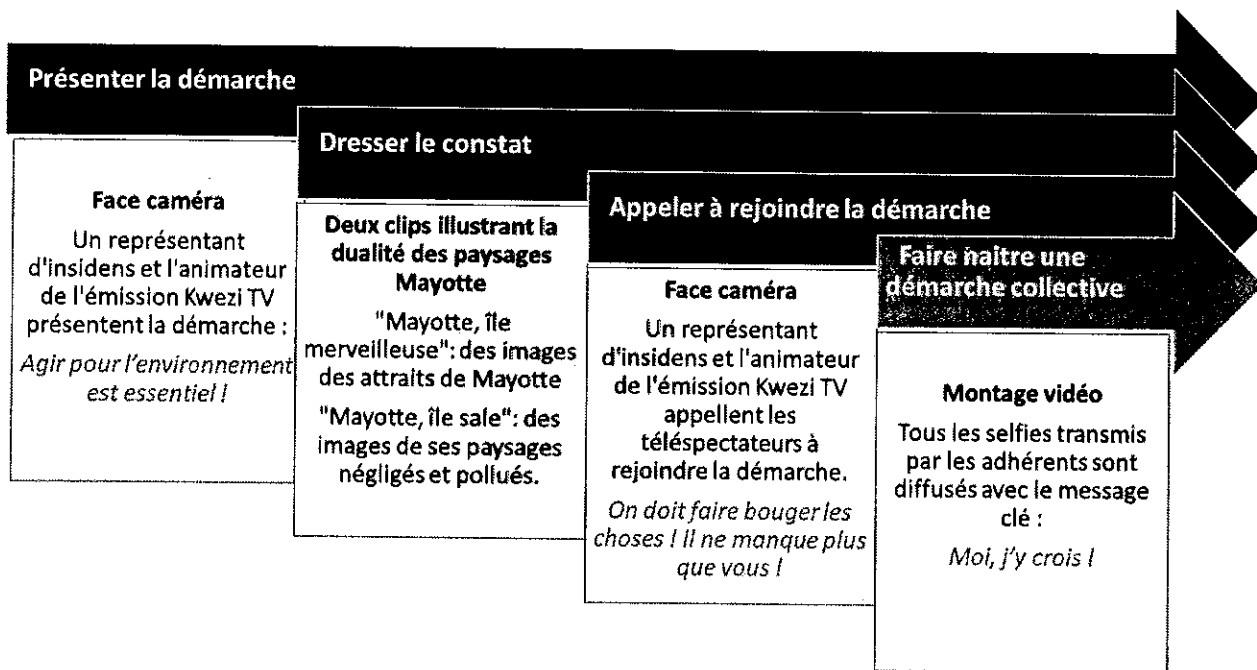 Présenter la démarche
Face caméra
Un représentant
d'insidens et l'animateur
de l'émission Kwezi TV
présentent la démarche :
Agir pour l'environnement
est essentiel !
Dresser le constat
Deux clips illustrant la
dualité des paysages
Mayotte
"Mayotte, île
merveilleuse": des images
des attraits de Mayotte
"Mayotte, île sale": des
images de ses paysages
négligés et pollués.
Appeler à rejoindre la démarche
Face caméra
Un représentant
d'insidens et l'animateur
de l'émission Kwezi TV
appellent les
téléspectateurs à
rejoindre la démarche.
On doit faire bouger les
choses ! Il ne manque plus
que vous !
Faire naitre une
démarche collective
Montage vidéo
Tous les selfies transmis
par les adhérents sont
diffusés avec le message
clé :
Moi, j'y crois !